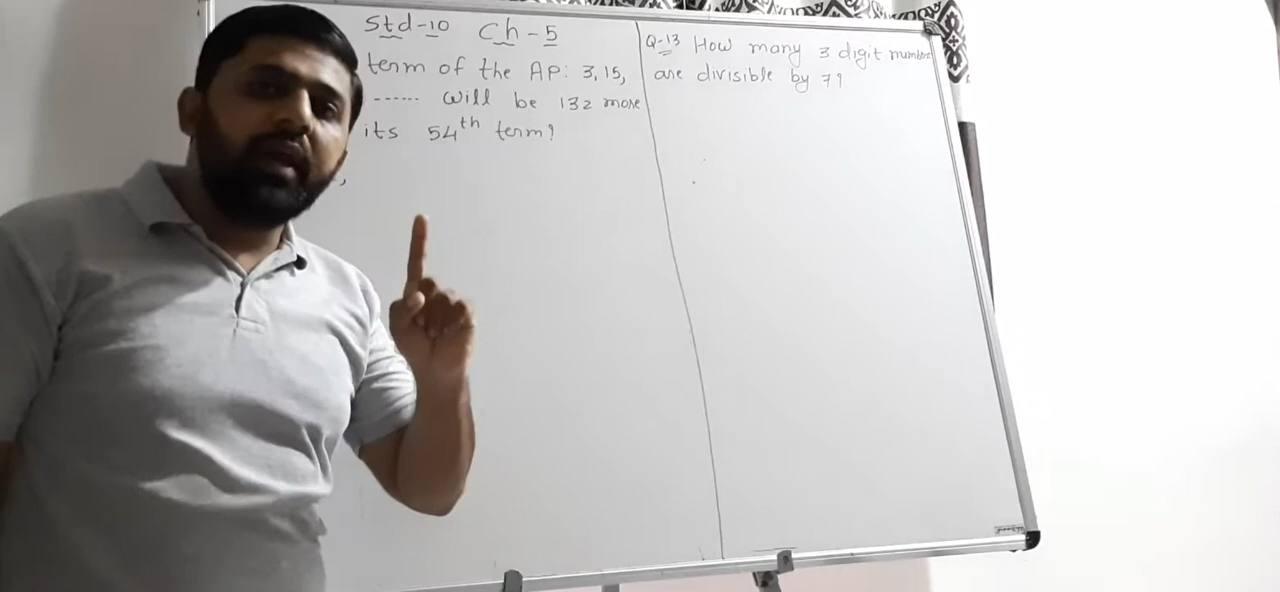 Std-10 Ch-5
term of the AP: 3, 15,
------ will be 132 more
its 54th term?
Q-13 How many 3 digit numbers
are divisible by 7?